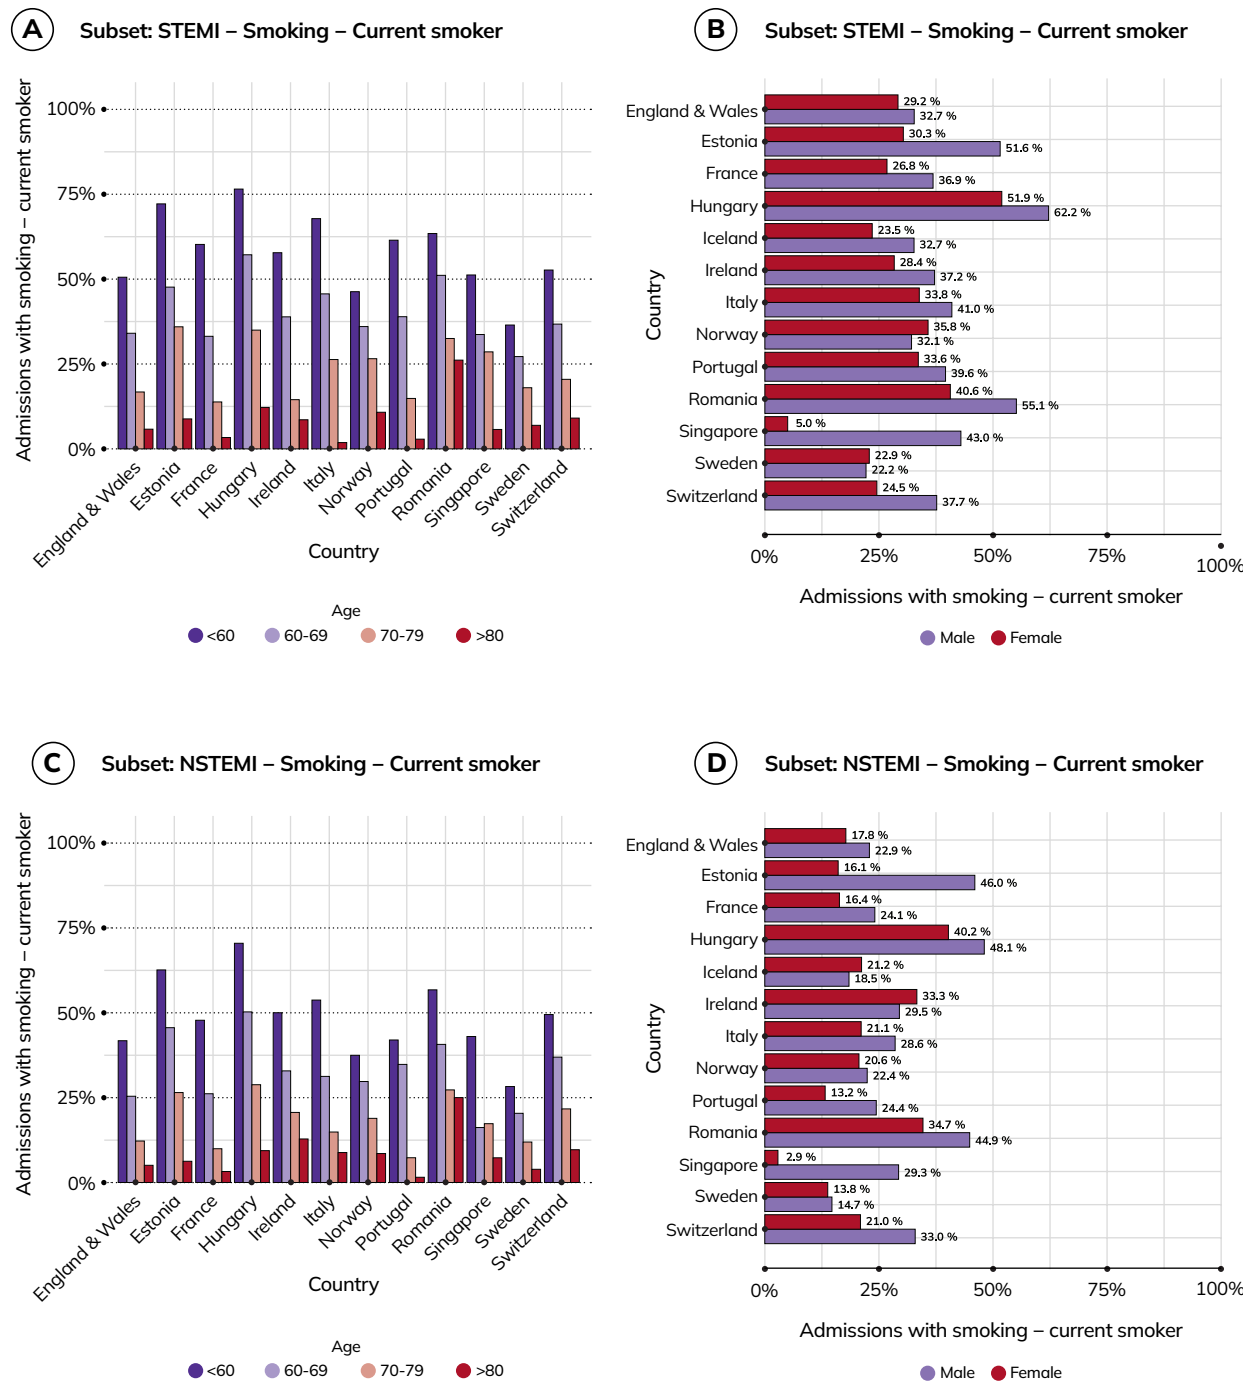 A Subset: STEMI – Smoking – Current smoker
Admissions with smoking – current smoker
100%
75%
50%
25%
0%
England & Wales
Estonia
France
Hungary
Ireland
Italy
Norway
Portugal
Romania
Singapore
Sweden
Switzerland
Country
Age
<60 60-69 70-79 >80
B Subset: STEMI – Smoking – Current smoker
Country
England & Wales 29.2 % 32.7 %
Estonia 30.3 % 51.6 %
France 26.8 % 36.9 %
Hungary 51.9 % 62.2 %
Iceland 23.5 % 32.7 %
Ireland 28.4 % 37.2 %
Italy 33.8 % 41.0 %
Norway 35.8 % 32.1 %
Portugal 33.6 % 39.6 %
Romania 40.6 % 55.1 %
Singapore 5.0 % 43.0 %
Sweden 22.9 % 22.2 %
Switzerland 24.5 % 37.7 %
0% 25% 50% 75% 100%
Admissions with smoking – current smoker
Male Female
C Subset: NSTEMI – Smoking – Current smoker
Admissions with smoking – current smoker
100%
75%
50%
25%
0%
England & Wales
Estonia
France
Hungary
Ireland
Italy
Norway
Portugal
Romania
Singapore
Sweden
Switzerland
Country
Age
<60 60-69 70-79 >80
D Subset: NSTEMI – Smoking – Current smoker
Country
England & Wales 17.8 % 22.9 %
Estonia 16.1 % 46.0 %
France 16.4 % 24.1 %
Hungary 40.2 % 48.1 %
Iceland 21.2 % 18.5 %
Ireland 33.3 % 29.5 %
Italy 21.1 % 28.6 %
Norway 20.6 % 22.4 %
Portugal 13.2 % 24.4 %
Romania 34.7 % 44.9 %
Singapore 2.9 % 29.3 %
Sweden 13.8 % 14.7 %
Switzerland 21.0 % 33.0 %
0% 25% 50% 75% 100%
Admissions with smoking – current smoker
Male Female